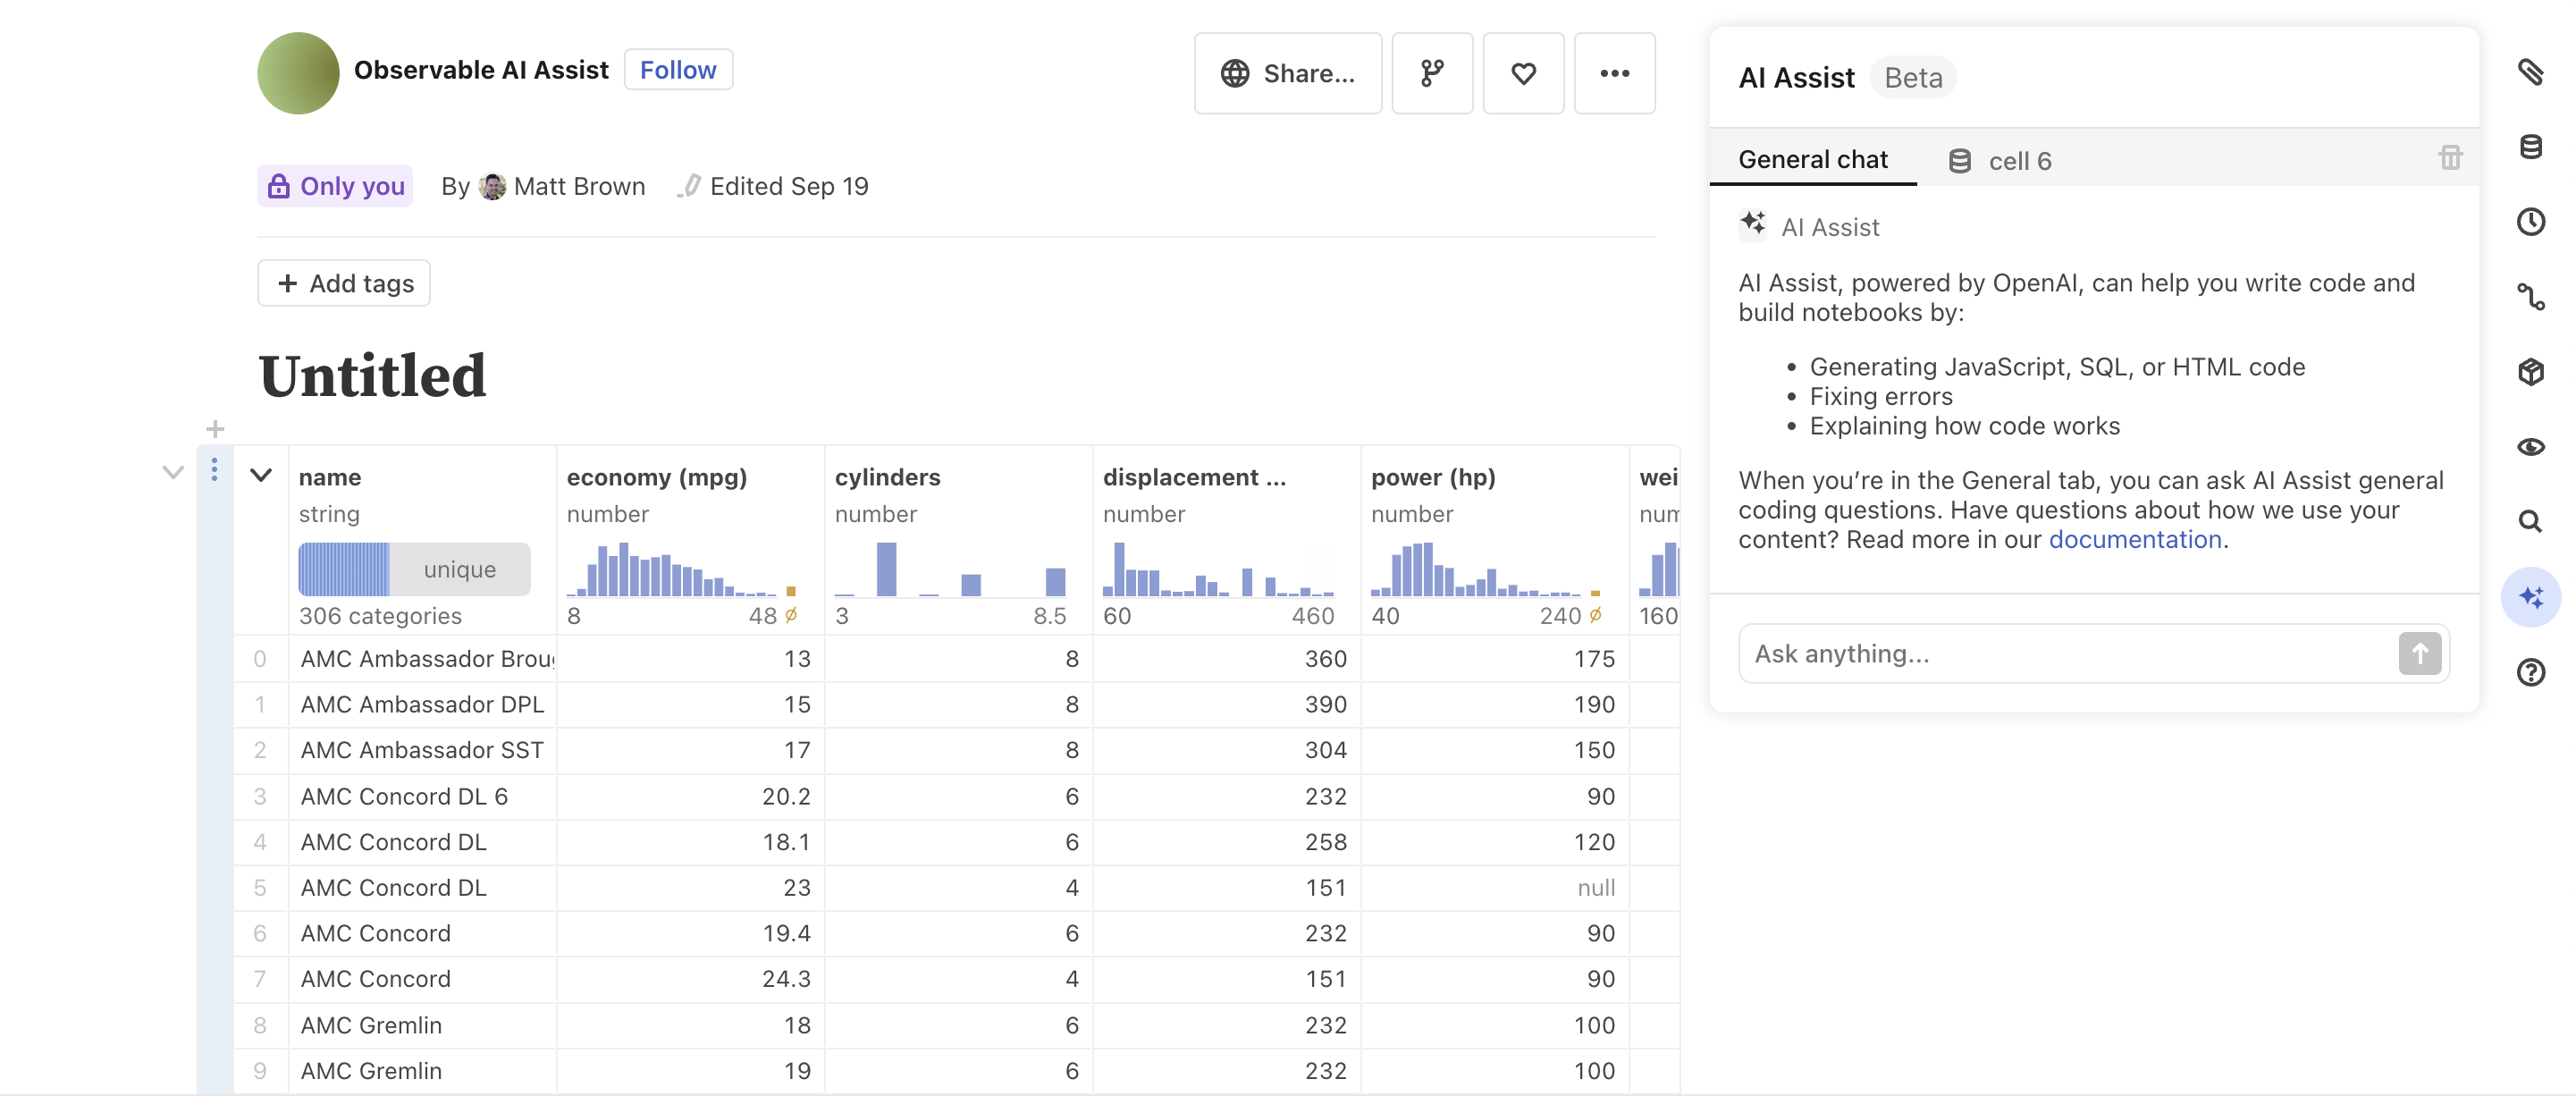 Observable AI Assist Follow
Share...
Only you By Matt Brown Edited Sep 19
+ Add tags
Untitled
name economy (mpg) cylinders displacement ... power (hp) wei
string number number number number num
unique
306 categories 8 48 ∅ 3 8.5 60 460 40 240 ∅ 160
0 AMC Ambassador Broug 13 8 360 175
1 AMC Ambassador DPL 15 8 390 190
2 AMC Ambassador SST 17 8 304 150
3 AMC Concord DL 6 20.2 6 232 90
4 AMC Concord DL 18.1 6 258 120
5 AMC Concord DL 23 4 151 null
6 AMC Concord 19.4 6 232 90
7 AMC Concord 24.3 4 151 90
8 AMC Gremlin 18 6 232 100
9 AMC Gremlin 19 6 232 100
AI Assist Beta
General chat cell 6
AI Assist
AI Assist, powered by OpenAI, can help you write code and
build notebooks by:
• Generating JavaScript, SQL, or HTML code
• Fixing errors
• Explaining how code works
When you’re in the General tab, you can ask AI Assist general
coding questions. Have questions about how we use your
content? Read more in our documentation.
Ask anything...